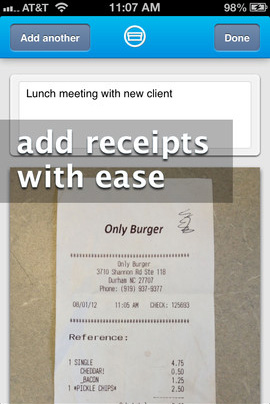 AT&T 11:07 AM 98%
Add another Done
Lunch meeting with new client
add receipts
with ease
Only Burger
Only Burger
3710 Shannon Rd Ste 118
Durham NC 27707
Phone: (919) 937-9377
08/01/12 11:05 AM CHECK: 125693
Reference:
1 SINGLE 4.75
CHEDDAR! 0.50
BACON 1.25
1 *PICKLE CHIPS* 2.50